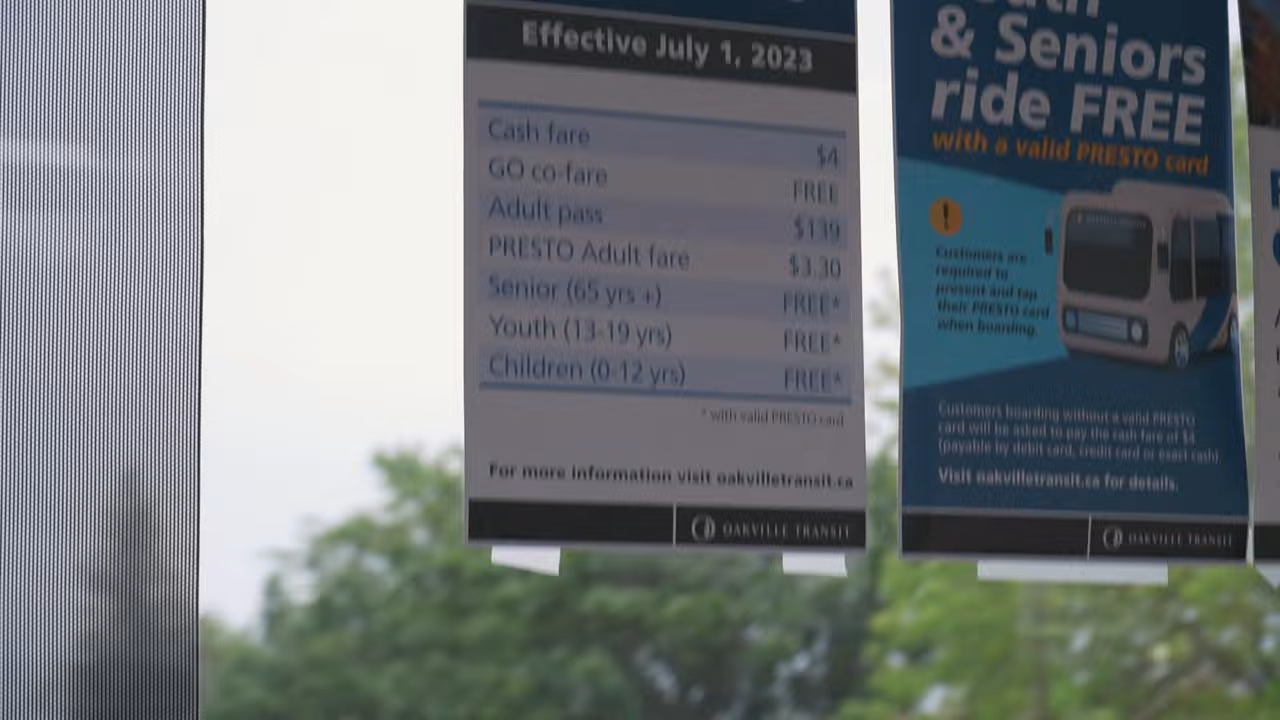 Effective July 1, 2023
Cash fare $4
GO co-fare FREE
Adult pass $139
PRESTO Adult fare $3.30
Senior (65 yrs +) FREE*
Youth (13-19 yrs) FREE*
Children (0-12 yrs) FREE*
* with valid PRESTO card
For more information visit oakvilletransit.ca
OAKVILLE TRANSIT
& Seniors
ride FREE
with a valid PRESTO card
!
Customers are
required to
present and tap
their PRESTO card
when boarding.
Customers boarding without a valid PRESTO
card will be asked to pay the cash fare of $4
(payable by debit card, credit card or exact cash)
Visit oakvilletransit.ca for details.
OAKVILLE TRANSIT